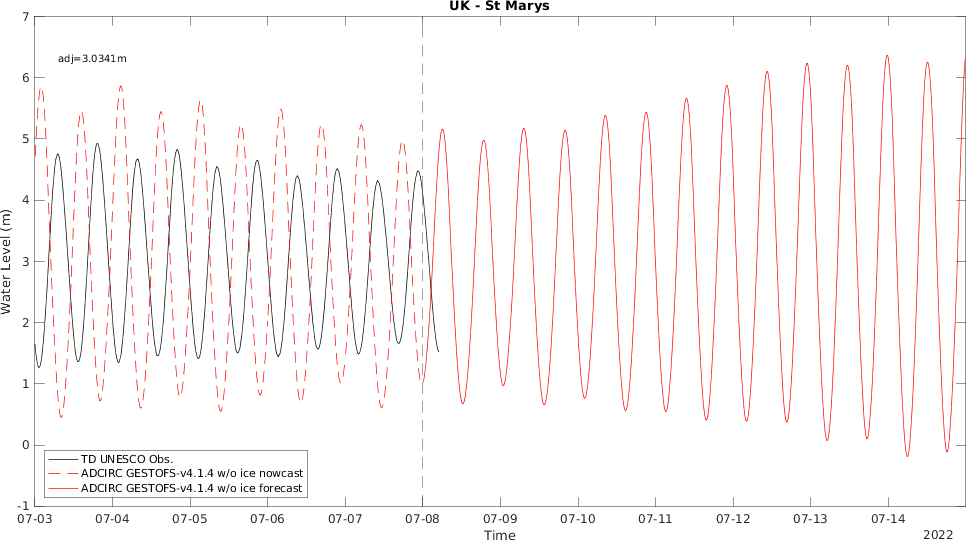 UK - St Marys
adj=3.0341m
7
6
5
4
3
2
1
0
-1
Water Level (m)
TD UNESCO Obs.
ADCIRC GESTOFS-v4.1.4 w/o ice nowcast
ADCIRC GESTOFS-v4.1.4 w/o ice forecast
07-03 07-04 07-05 07-06 07-07 07-08 07-09 07-10 07-11 07-12 07-13 07-14
Time
2022